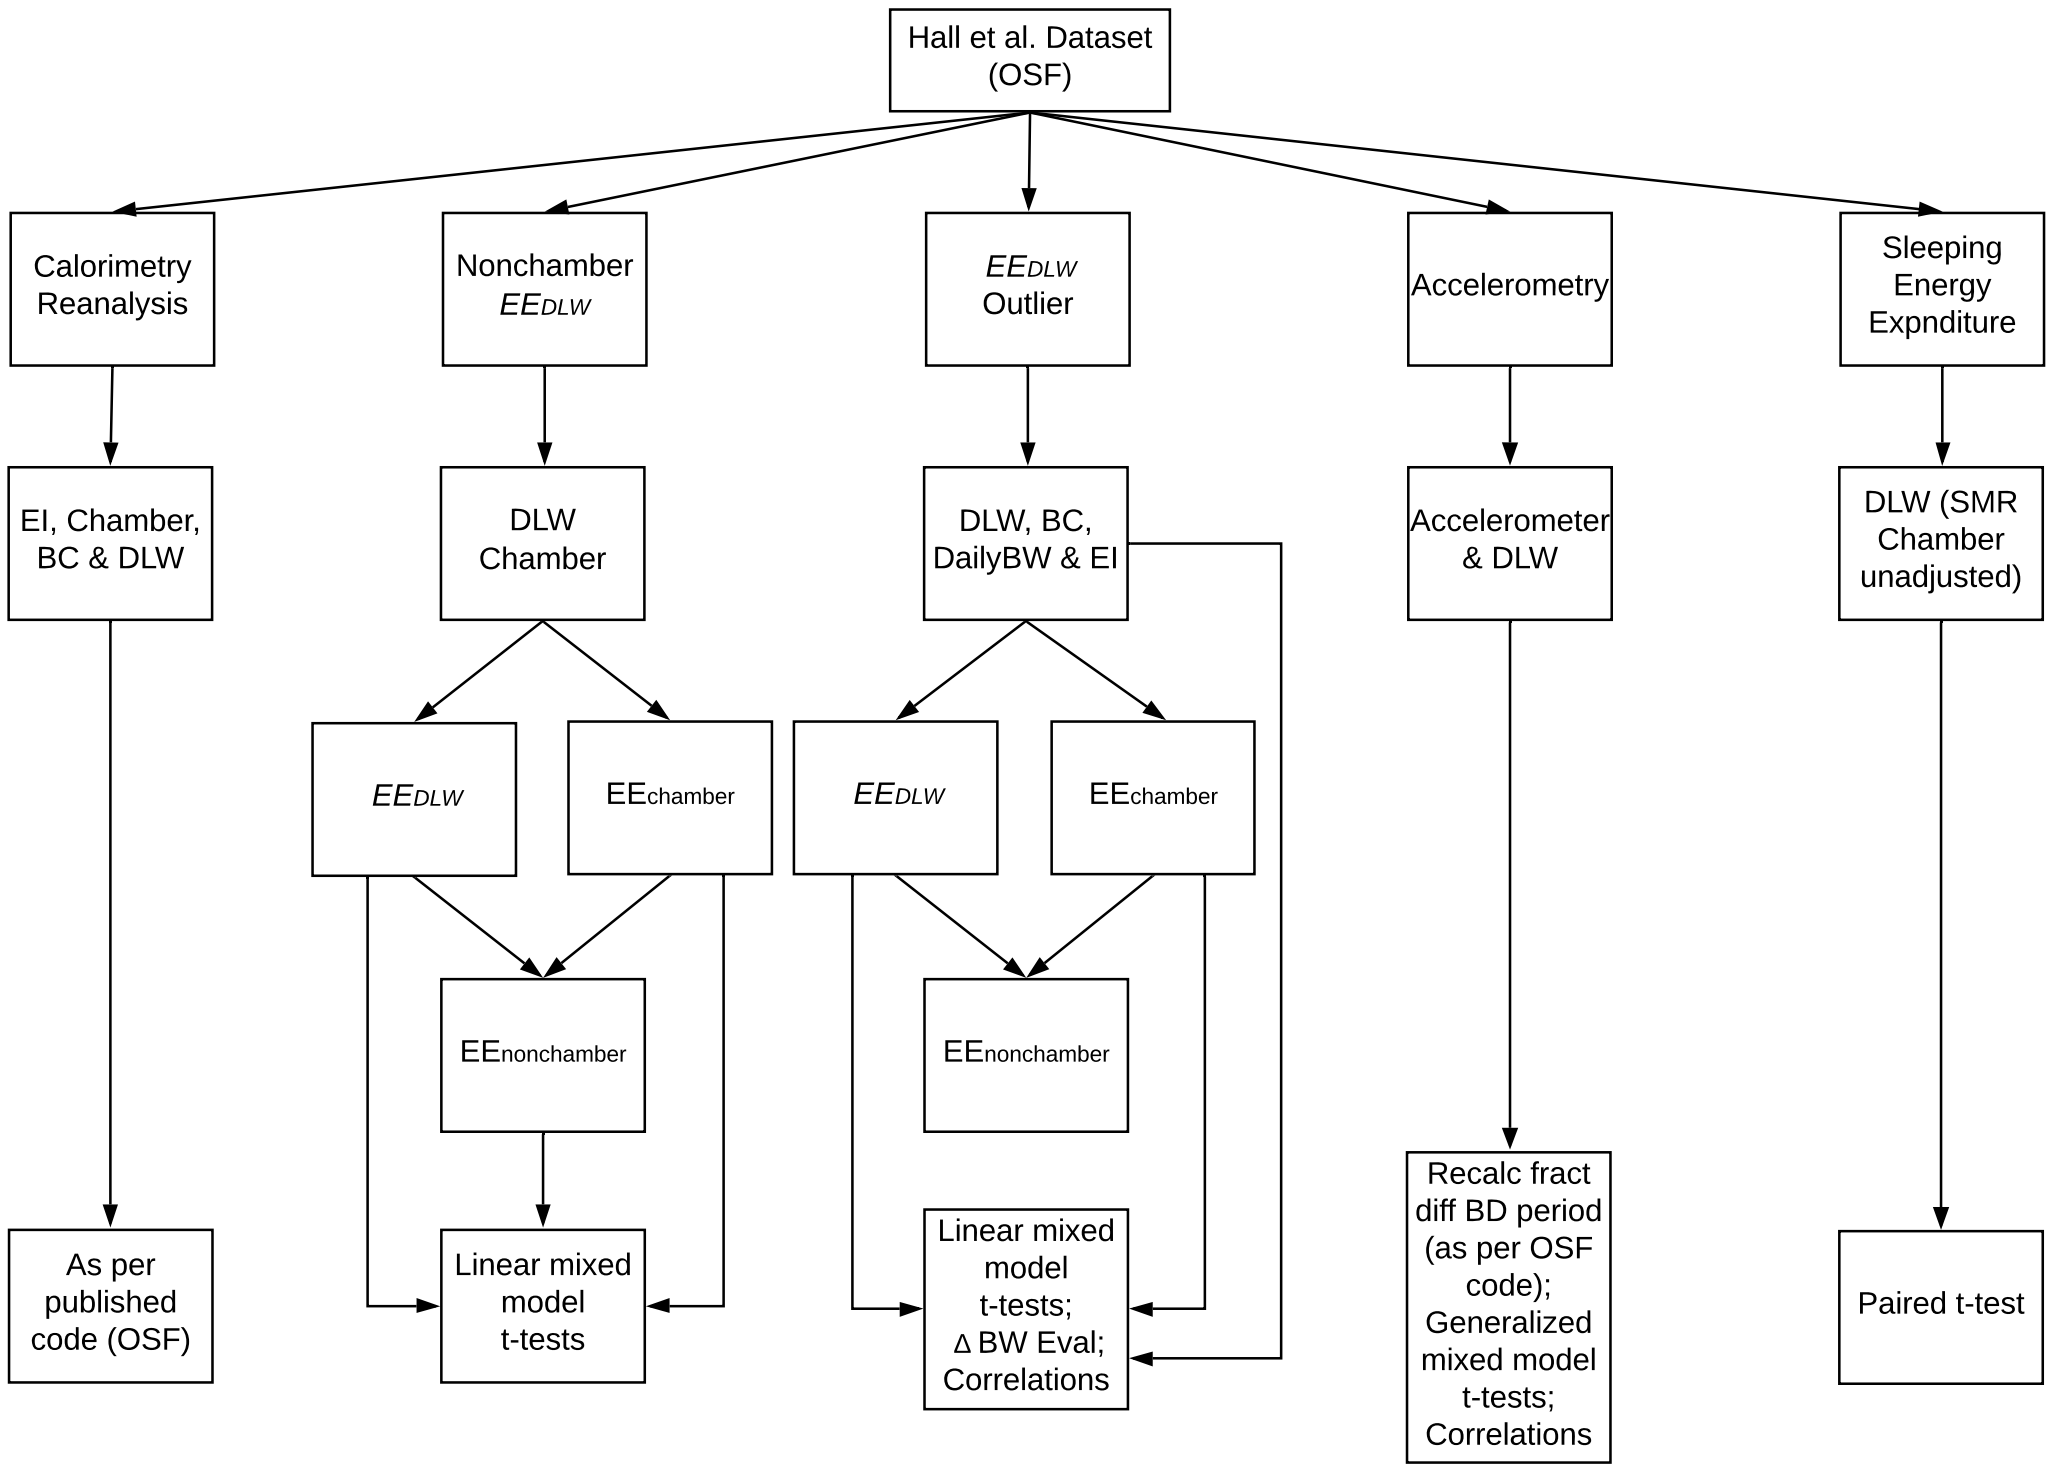 Hall et al. Dataset
(OSF)
Calorimetry
Reanalysis
Nonchamber
EEDLW
EEDLW
Outlier
Accelerometry
Sleeping
Energy
Expnditure
EI, Chamber,
BC & DLW
DLW
Chamber
DLW, BC,
DailyBW & EI
Accelerometer
& DLW
DLW (SMR
Chamber
unadjusted)
EEDLW
EEchamber
EEDLW
EEchamber
EEnonchamber
EEnonchamber
As per
published
code (OSF)
Linear mixed
model
t-tests
Linear mixed
model
t-tests;
Δ BW Eval;
Correlations
Recalc fract
diff BD period
(as per OSF
code);
Generalized
mixed model
t-tests;
Correlations
Paired t-test